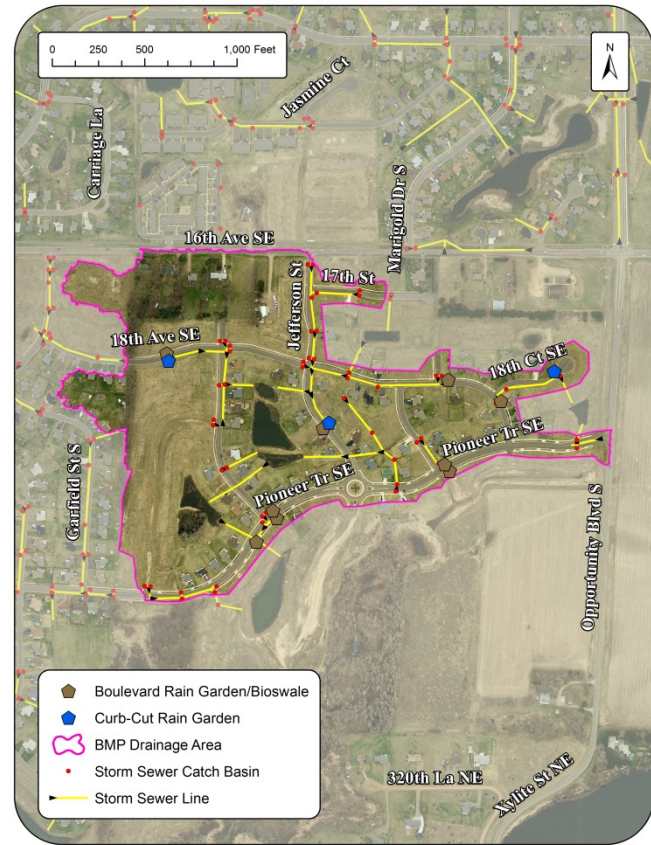 0 250 500 1,000 Feet
N
Jasmine Ct
Carriage La
Marigold Dr S
16th Ave SE
17th St
Jefferson St
18th Ave SE
18th Ct SE
Pioneer Tr SE
Pioneer Tr SE
Garfield St S
Opportunity Blvd S
Boulevard Rain Garden/Bioswale
Curb-Cut Rain Garden
BMP Drainage Area
Storm Sewer Catch Basin
Storm Sewer Line
320th La NE
Xylite St NE